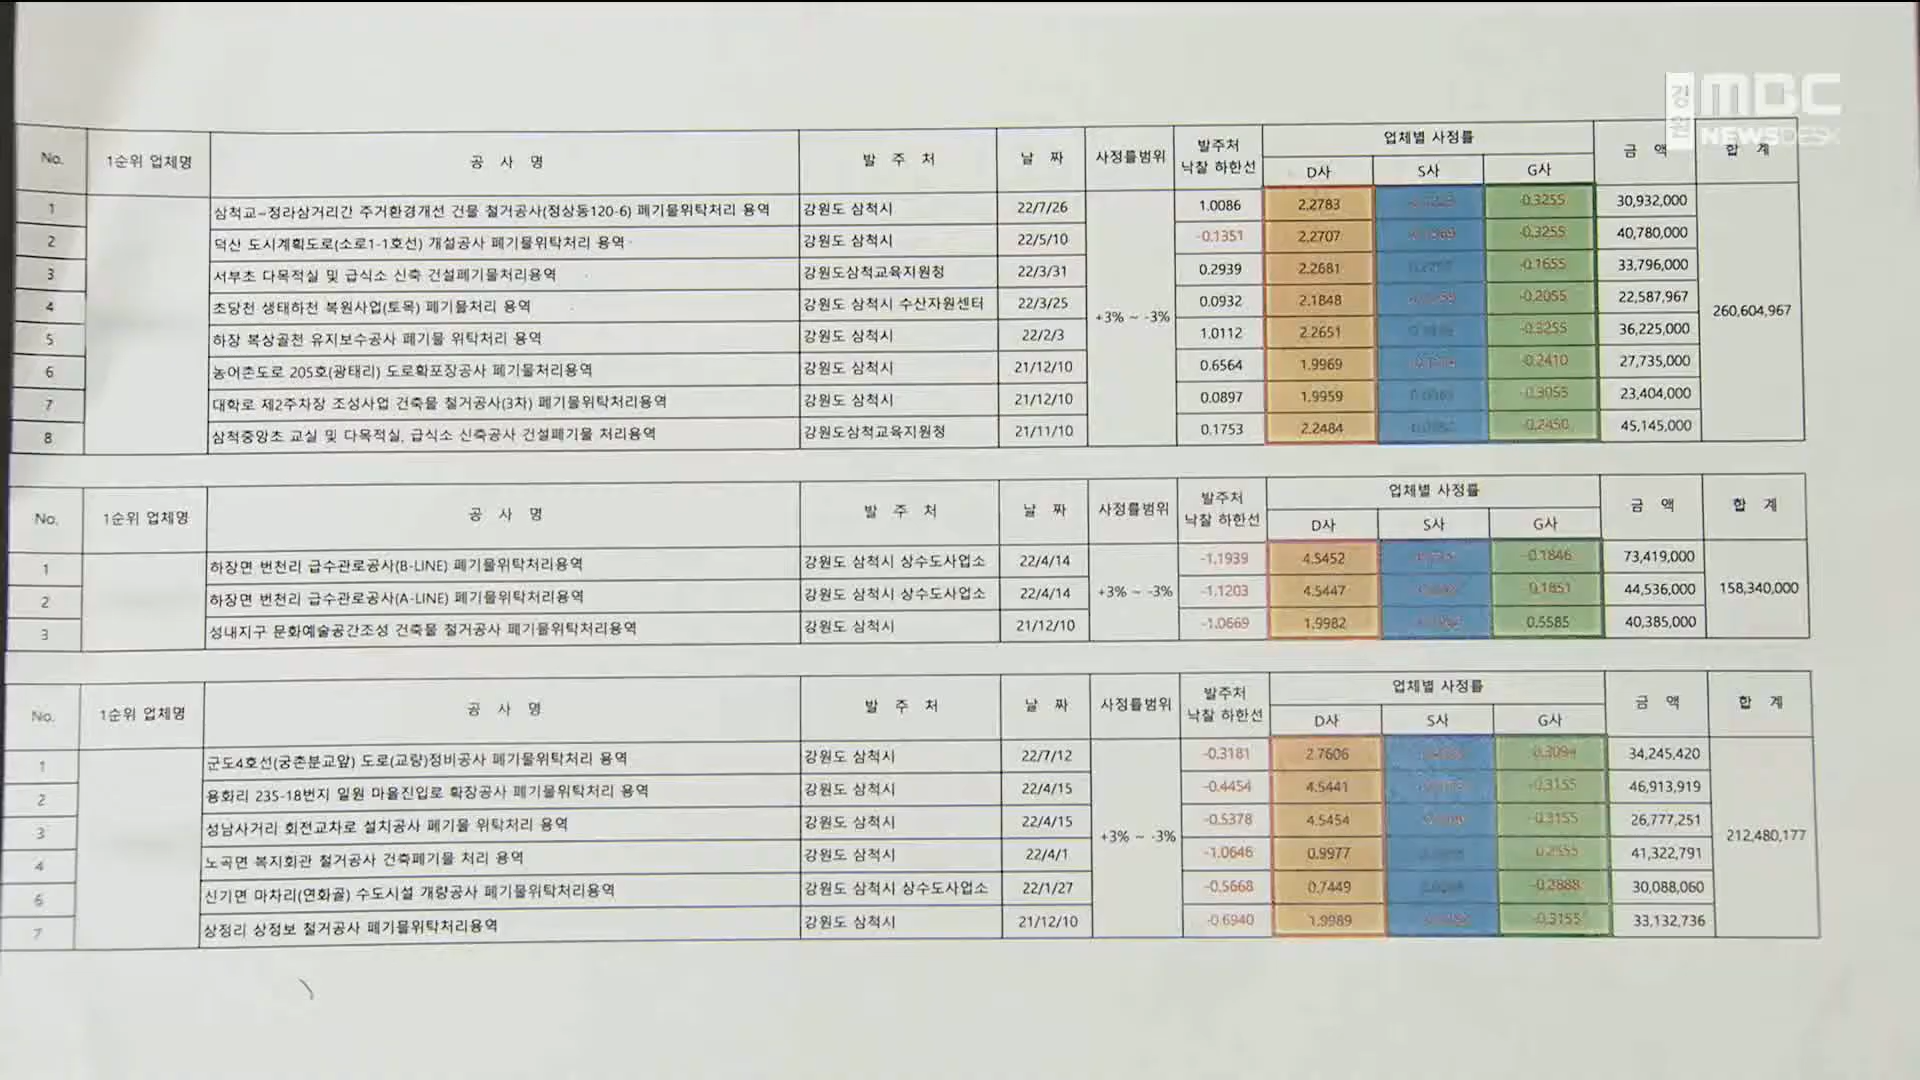 강원 MBC
NEWSDESK
No. 1순위 업체명 공 사 명 발 주 처 날 짜 사정률범위 발주처 낙찰 하한선 업체별 사정률 금 액 합 계
D사 S사 G사
1 삼척교~정라삼거리간 주거환경개선 건물 철거공사(정상동120-6) 폐기물위탁처리 용역 강원도 삼척시 22/7/26 1.0086 2.2783 -0.3255 30,932,000
2 덕산 도시계획도로(소로1-1호선) 개설공사 폐기물위탁처리 용역 강원도 삼척시 22/5/10 -0.1351 2.2707 -0.3255 40,780,000
3 서부초 다목적실 및 급식소 신축 건설폐기물처리용역 강원도삼척교육지원청 22/3/31 0.2939 2.2681 -0.1655 33,796,000
4 초당천 생태하천 복원사업(토목) 폐기물처리 용역 강원도 삼척시 수산자원센터 22/3/25 0.0932 2.1848 -0.2055 22,587,967
+3% ~ -3% 260,604,967
5 하장 복상골천 유지보수공사 폐기물 위탁처리 용역 강원도 삼척시 22/2/3 1.0112 2.2651 -0.3255 36,225,000
6 농어촌도로 205호(광태리) 도로확포장공사 폐기물처리용역 강원도 삼척시 21/12/10 0.6564 1.9969 -0.2410 27,735,000
7 대학로 제2주차장 조성사업 건축물 철거공사(3차) 폐기물위탁처리용역 강원도 삼척시 21/12/10 0.0897 1.9959 -0.3055 23,404,000
8 삼척중앙초 교실 및 다목적실, 급식소 신축공사 건설폐기물 처리용역 강원도삼척교육지원청 21/11/10 0.1753 2.2484 -0.2450 45,145,000
No. 1순위 업체명 공 사 명 발 주 처 날 짜 사정률범위 발주처 낙찰 하한선 업체별 사정률 금 액 합 계
D사 S사 G사
1 하장면 번천리 급수관로공사(B-LINE) 폐기물위탁처리용역 강원도 삼척시 상수도사업소 22/4/14 -1.1939 4.5452 -0.1846 73,419,000
2 하장면 번천리 급수관로공사(A-LINE) 폐기물위탁처리용역 강원도 삼척시 상수도사업소 22/4/14 +3% ~ -3% -1.1203 4.5447 0.1851 44,536,000 158,340,000
3 성내지구 문화예술공간조성 건축물 철거공사 폐기물위탁처리용역 강원도 삼척시 21/12/10 -1.0669 1.9982 0.5585 40,385,000
No. 1순위 업체명 공 사 명 발 주 처 날 짜 사정률범위 발주처 낙찰 하한선 업체별 사정률 금 액 합 계
D사 S사 G사
1 군도4호선(궁촌분교앞) 도로(교량)정비공사 폐기물위탁처리 용역 강원도 삼척시 22/7/12 -0.3181 2.7606 -0.3094 34,245,420
2 용화리 235-18번지 일원 마을진입로 확장공사 폐기물위탁처리 용역 강원도 삼척시 22/4/15 -0.4454 4.5441 -0.3155 46,913,919
3 성남사거리 회전교차로 설치공사 폐기물 위탁처리 용역 강원도 삼척시 22/4/15 -0.5378 4.5454 -0.3155 26,777,251
+3% ~ -3% 212,480,177
4 노곡면 복지회관 철거공사 건축폐기물 처리 용역 강원도 삼척시 22/4/1 -1.0646 0.9977 41,322,791
6 신기면 마차리(연화골) 수도시설 개량공사 폐기물위탁처리용역 강원도 삼척시 상수도사업소 22/1/27 -0.5668 0.7449 -0.2888 30,088,060
7 상정리 상정보 철거공사 폐기물위탁처리용역 강원도 삼척시 21/12/10 -0.6940 1.9989 -0.3155 33,132,736